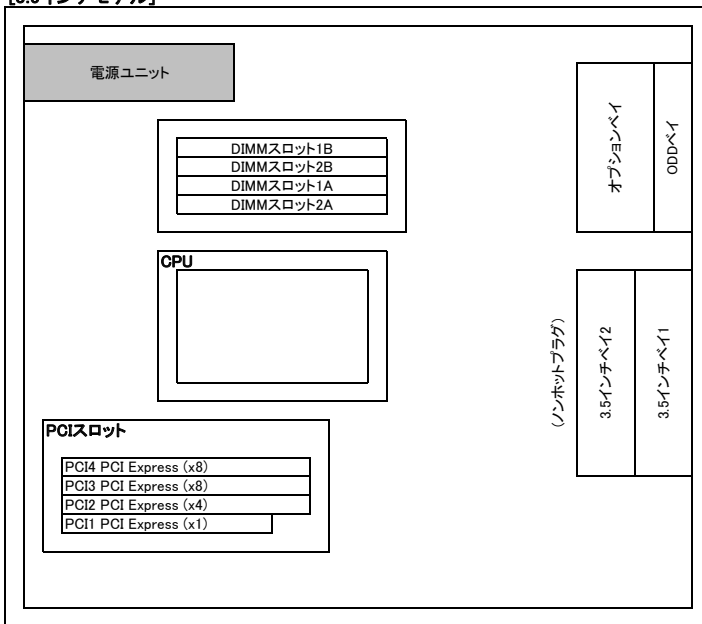 電源ユニット
DIMMスロット1B
DIMMスロット2B
DIMMスロット1A
DIMMスロット2A
オプションベイ
ODDベイ
CPU
(ノンホットプラグ)
3.5インチベイ2
3.5インチベイ1
PCIスロット
PCI4 PCI Express (x8)
PCI3 PCI Express (x8)
PCI2 PCI Express (x4)
PCI1 PCI Express (x1)